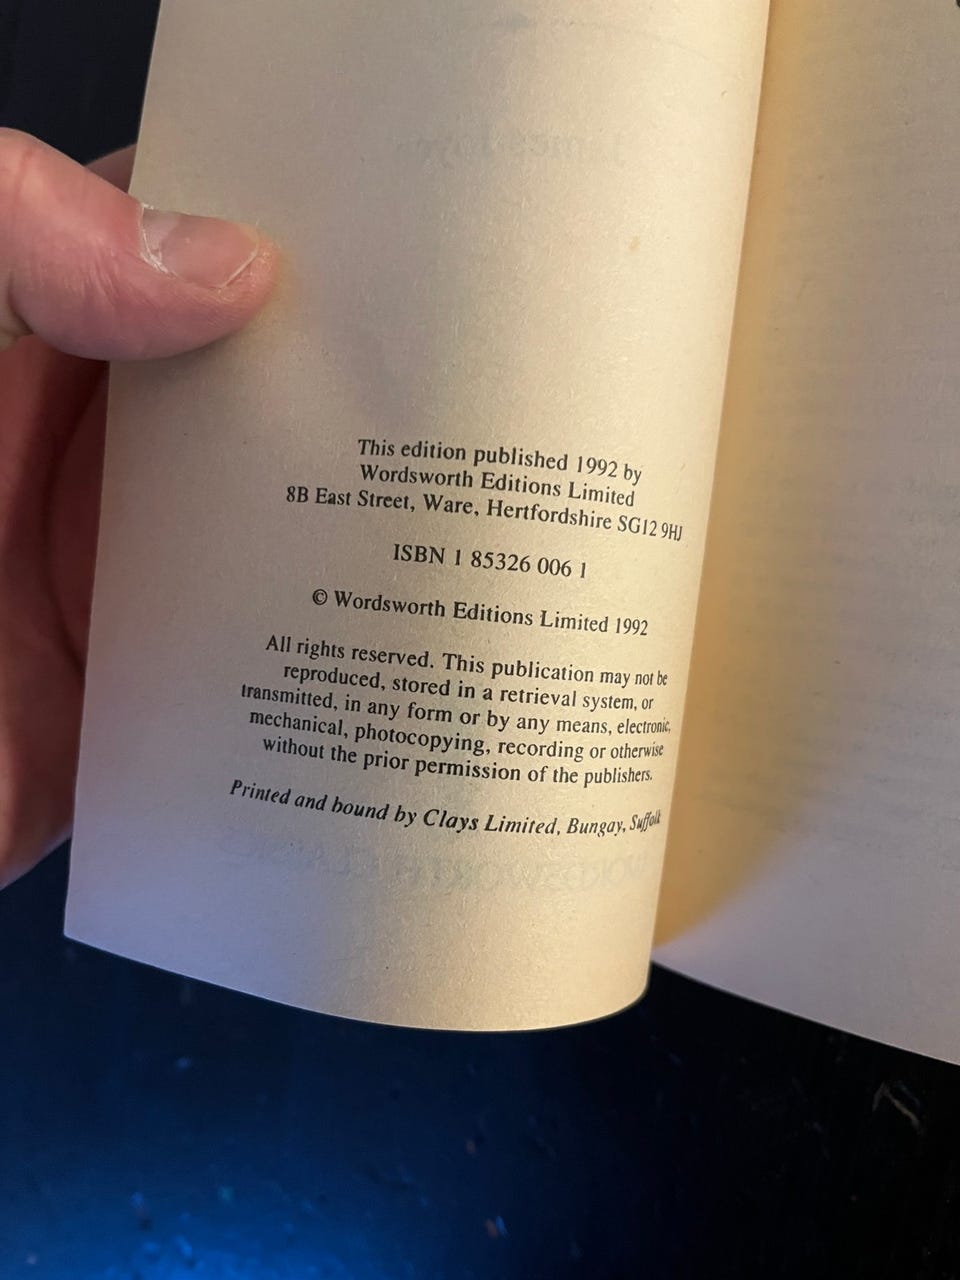 This edition published 1992 by
Wordsworth Editions Limited
8B East Street, Ware, Hertfordshire SG12 9HJ
ISBN 1 85326 006 1
© Wordsworth Editions Limited 1992
All rights reserved. This publication may not be
reproduced, stored in a retrieval system, or
transmitted, in any form or by any means, electronic,
mechanical, photocopying, recording or otherwise
without the prior permission of the publishers.
Printed and bound by Clays Limited, Bungay, Suffolk